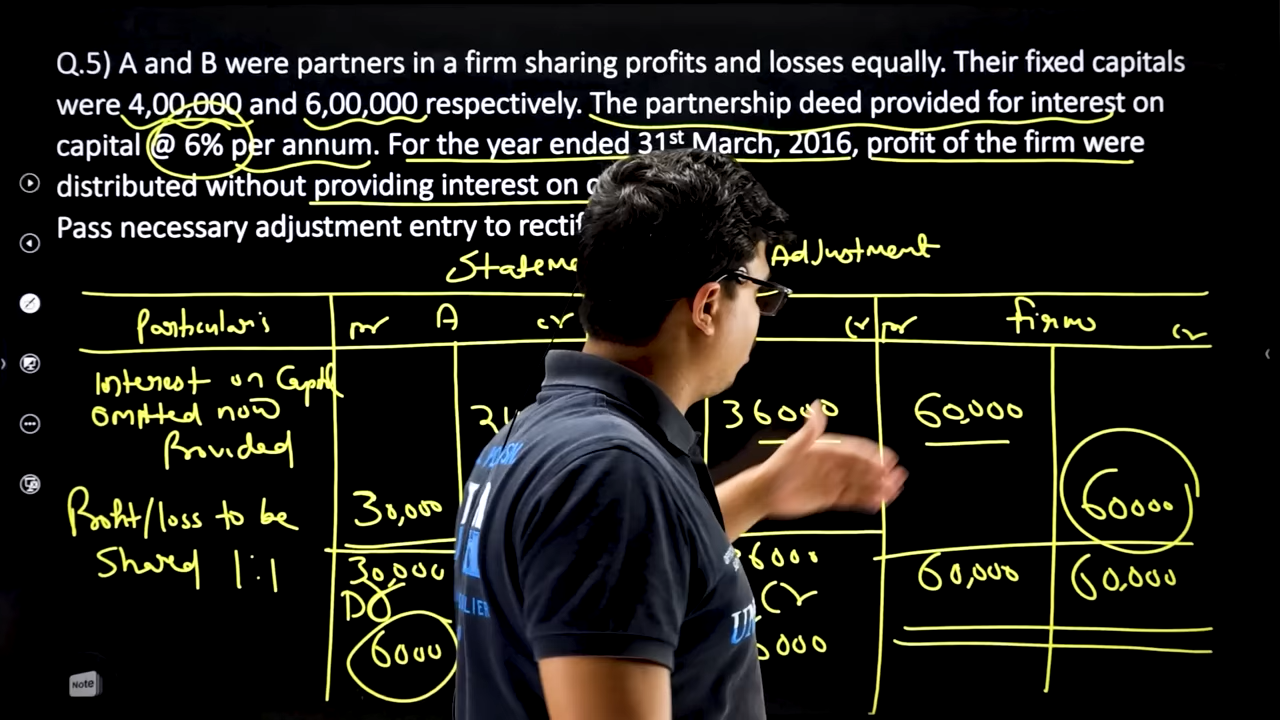 Q.5) A and B were partners in a firm sharing profits and losses equally. Their fixed capitals
were 4,00,000 and 6,00,000 respectively. The partnership deed provided for interest on
capital @ 6% per annum. For the year ended 31st March, 2016, profit of the firm were
distributed without providing interest on
Pass necessary adjustment entry to
Adjustment
Particulars Dr A Cr Cr Dr firm Cr
Interest on Capital
omitted now
Provided
36000 60,000
Profit/loss to be
Shared 1:1
30,000 60000
30,000 6000 60,000 60,000
Dr Cr
6000
Note